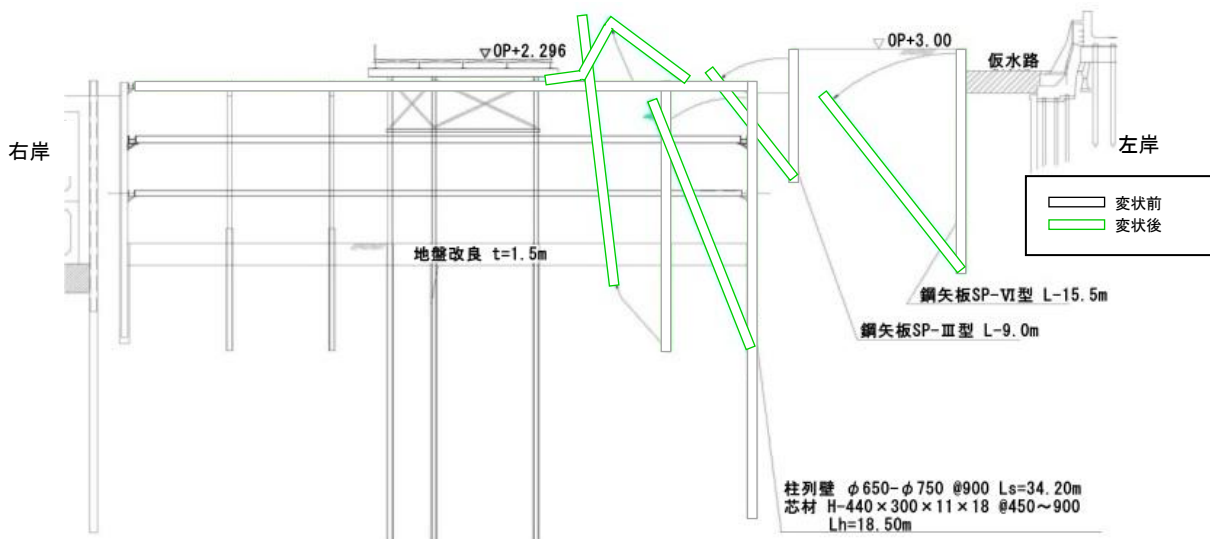 ▽OP+2.296
▽OP+3.00
仮水路
右岸
左岸
変状前
変状後
地盤改良 t=1.5m
鋼矢板SP-Ⅵ型 L-15.5m
鋼矢板SP-Ⅲ型 L-9.0m
柱列壁 φ650-φ750 @900 Ls=34.20m
芯材 H-440×300×11×18 @450～900
Lh=18.50m